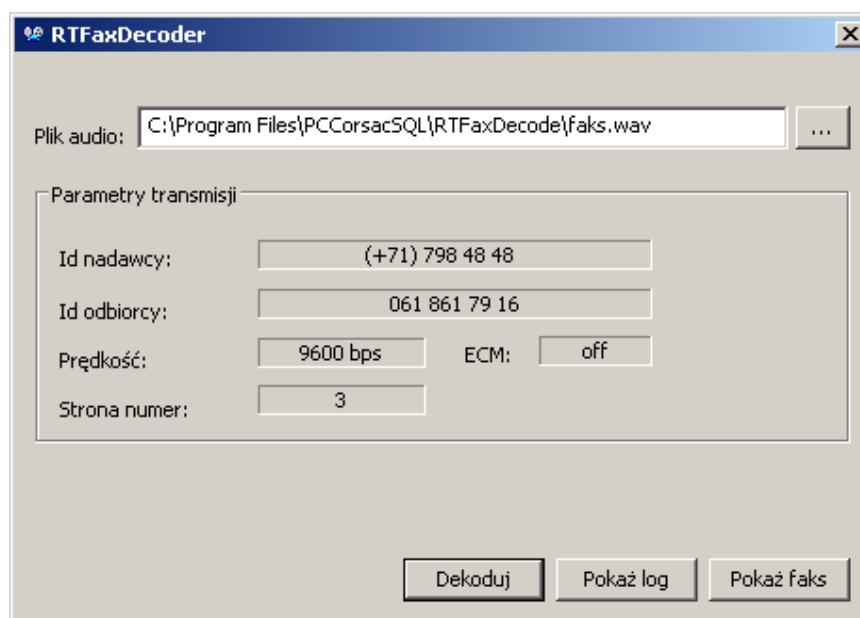 RTFaxDecoder
Plik audio: C:\Program Files\PCCorsacSQL\RTFaxDecode\faks.wav ...
Parametry transmisji
Id nadawcy: (+71) 798 48 48
Id odbiorcy: 061 861 79 16
Prędkość: 9600 bps ECM: off
Strona numer: 3
Dekoduj Pokaż log Pokaż faks